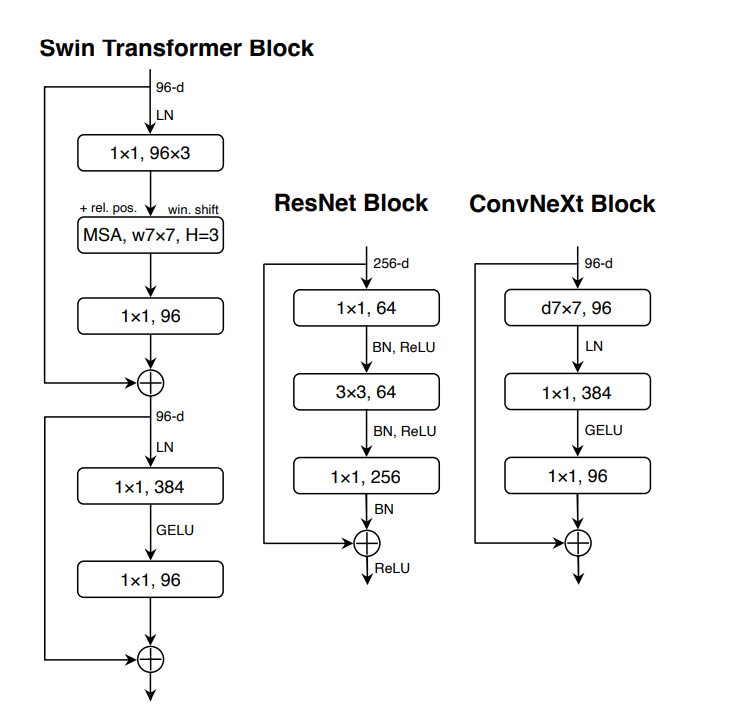 Swin Transformer Block
96-d
LN
1×1, 96×3
+ rel. pos. win. shift
MSA, w7×7, H=3
1×1, 96
96-d
LN
1×1, 384
GELU
1×1, 96
ResNet Block
256-d
1×1, 64
BN, ReLU
3×3, 64
BN, ReLU
1×1, 256
BN
ReLU
ConvNeXt Block
96-d
d7×7, 96
LN
1×1, 384
GELU
1×1, 96